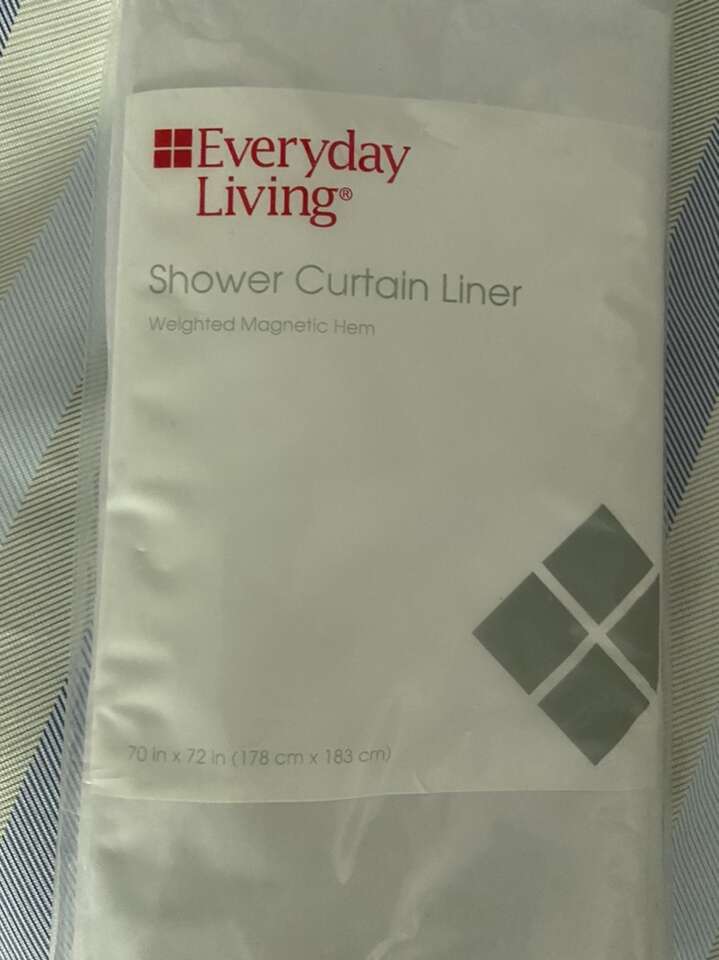 Everyday
Living®
Shower Curtain Liner
Weighted Magnetic Hem
70 in x 72 in (178 cm x 183 cm)